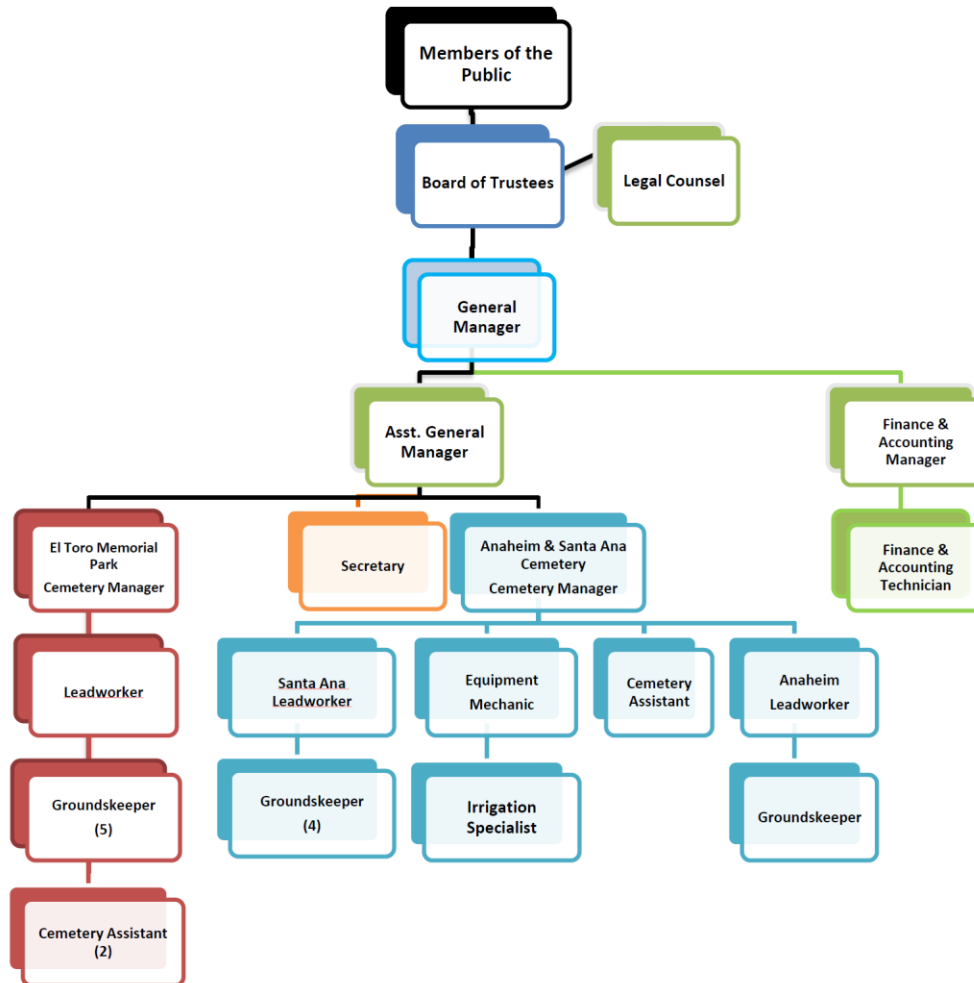 Members of the
Public
Board of Trustees
Legal Counsel
General
Manager
Asst. General
Manager
Finance &
Accounting
Manager
El Toro Memorial
Park
Cemetery Manager
Secretary
Anaheim & Santa Ana
Cemetery
Cemetery Manager
Finance &
Accounting
Technician
Leadworker
Santa Ana
Leadworker
Equipment
Mechanic
Cemetery
Assistant
Anaheim
Leadworker
Groundskeeper
(5)
Groundskeeper
(4)
Irrigation
Specialist
Groundskeeper
Cemetery Assistant
(2)